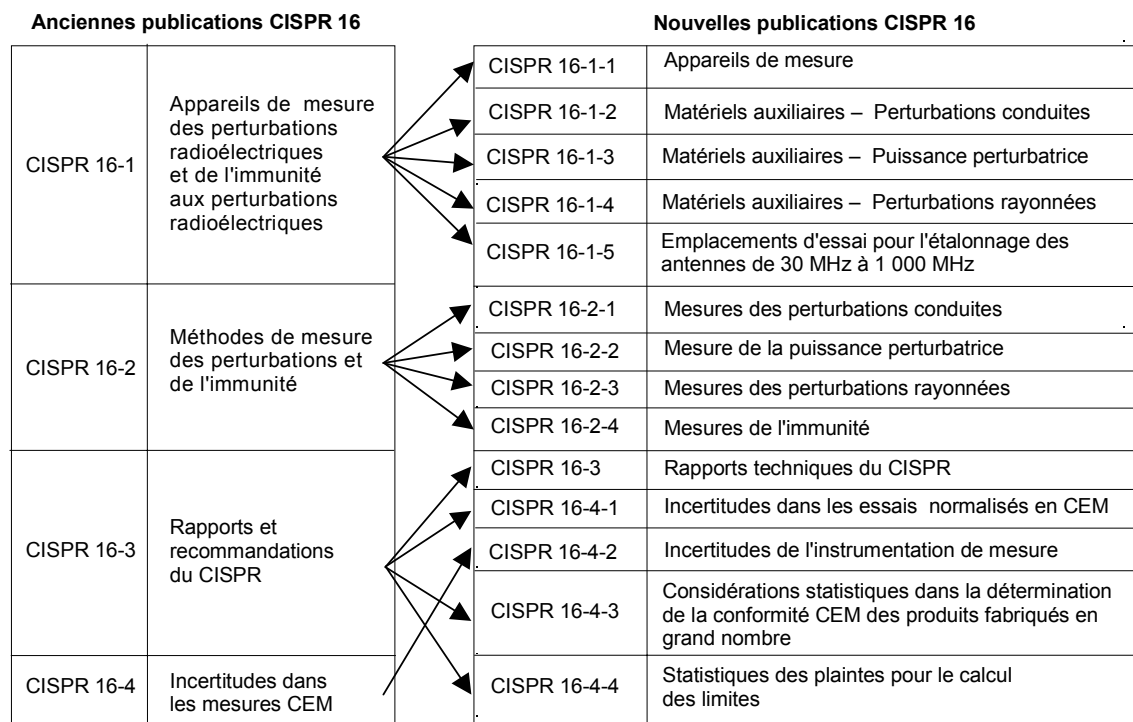 Anciennes publications CISPR 16
Nouvelles publications CISPR 16
CISPR 16-1
Appareils de mesure
des perturbations
radioélectriques
et de l'immunité
aux perturbations
radioélectriques
CISPR 16-2
Méthodes de mesure
des perturbations et
de l'immunité
CISPR 16-3
Rapports et
recommandations
du CISPR
CISPR 16-4
Incertitudes dans
les mesures CEM
CISPR 16-1-1
Appareils de mesure
CISPR 16-1-2
Matériels auxiliaires – Perturbations conduites
CISPR 16-1-3
Matériels auxiliaires – Puissance perturbatrice
CISPR 16-1-4
Matériels auxiliaires – Perturbations rayonnées
CISPR 16-1-5
Emplacements d'essai pour l'étalonnage des
antennes de 30 MHz à 1 000 MHz
CISPR 16-2-1
Mesures des perturbations conduites
CISPR 16-2-2
Mesure de la puissance perturbatrice
CISPR 16-2-3
Mesures des perturbations rayonnées
CISPR 16-2-4
Mesures de l'immunité
CISPR 16-3
Rapports techniques du CISPR
CISPR 16-4-1
Incertitudes dans les essais normalisés en CEM
CISPR 16-4-2
Incertitudes de l'instrumentation de mesure
CISPR 16-4-3
Considérations statistiques dans la détermination
de la conformité CEM des produits fabriqués en
grand nombre
CISPR 16-4-4
Statistiques des plaintes pour le calcul
des limites